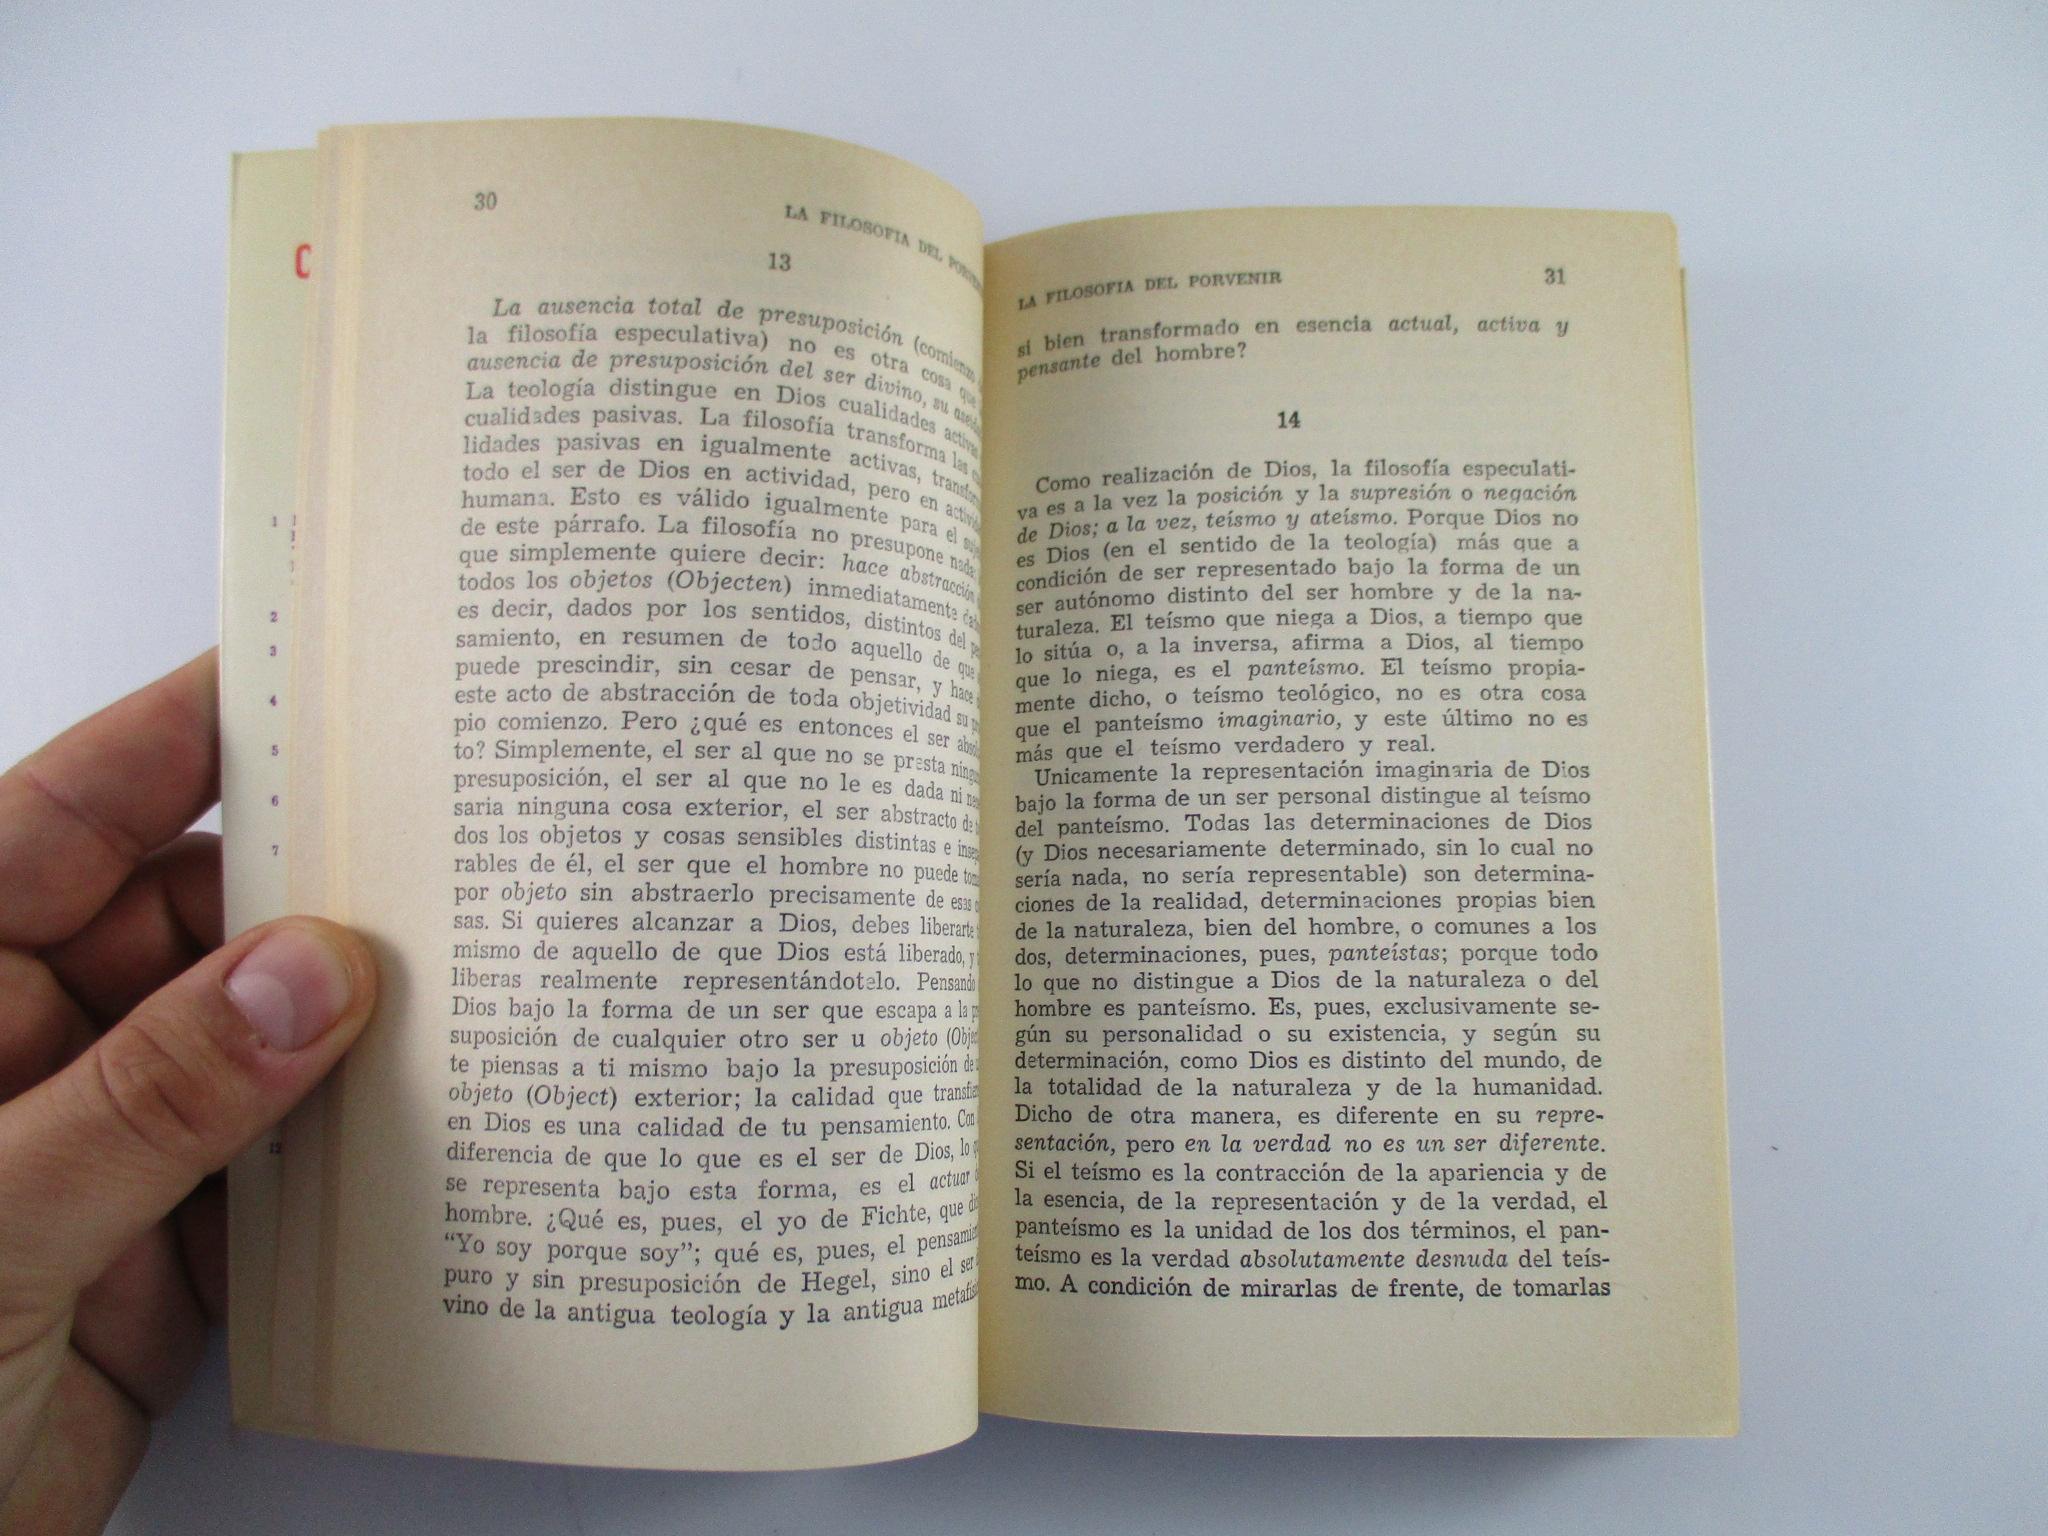 C
1
2
3
4
5
6
7
12
30
LA FILOSOFIA DEL
13
La ausencia total de presuposición (comienzo
la filosofía especulativa) no es otra cosa que
ausencia de presuposición del ser divino, su
La teología distingue en Dios cualidades activas
cualidades pasivas. La filosofía transforma las
lidades pasivas en igualmente activas,
todo el ser de Dios en actividad, pero en
humana. Esto es válido igualmente para el
de este párrafo. La filosofía no presupone nada;
que simplemente quiere decir: hace abstracción
todos los objetos (Objecten) inmediatamente
es decir, dados por los sentidos, distintos del
samiento, en resumen de todo aquello de que
puede prescindir, sin cesar de pensar, y hace
este acto de abstracción de toda objetividad su
pio comienzo. Pero ¿qué es entonces el ser
to? Simplemente, el ser al que no se presta
presuposición, el ser al que no le es dada ni
saria ninguna cosa exterior, el ser abstracto de
dos los objetos y cosas sensibles distintas e
rables de él, el ser que el hombre no puede
por objeto sin abstraerlo precisamente de esas
sas. Si quieres alcanzar a Dios, debes liberarte
mismo de aquello de que Dios está liberado, y
liberas realmente representándotelo. Pensando
Dios bajo la forma de un ser que escapa a la
suposición de cualquier otro ser u objeto
te piensas a ti mismo bajo la presuposición de
objeto (Object) exterior; la calidad que
en Dios es una calidad de tu pensamiento. Con
diferencia de que lo que es el ser de Dios, lo
se representa bajo esta forma, es el actuar
hombre. ¿Qué es, pues, el yo de Fichte, que
“Yo soy porque soy”; qué es, pues, el
puro y sin presuposición de Hegel, sino el ser
vino de la antigua teología y la antigua
LA FILOSOFIA DEL PORVENIR
31
si bien transformado en esencia actual, activa y
pensante del hombre?
14
Como realización de Dios, la filosofía especulati-
va es a la vez la posición y la supresión o negación
de Dios; a la vez, teísmo y ateísmo. Porque Dios no
es Dios (en el sentido de la teología) más que a
condición de ser representado bajo la forma de un
ser autónomo distinto del ser hombre y de la na-
turaleza. El teísmo que niega a Dios, a tiempo que
lo sitúa o, a la inversa, afirma a Dios, al tiempo
que lo niega, es el panteísmo. El teísmo propia-
mente dicho, o teísmo teológico, no es otra cosa
que el panteísmo imaginario, y este último no es
más que el teísmo verdadero y real.
Unicamente la representación imaginaria de Dios
bajo la forma de un ser personal distingue al teísmo
del panteísmo. Todas las determinaciones de Dios
(y Dios necesariamente determinado, sin lo cual no
sería nada, no sería representable) son determina-
ciones de la realidad, determinaciones propias bien
de la naturaleza, bien del hombre, o comunes a los
dos, determinaciones, pues, panteístas; porque todo
lo que no distingue a Dios de la naturaleza o del
hombre es panteísmo. Es, pues, exclusivamente se-
gún su personalidad o su existencia, y según su
determinación, como Dios es distinto del mundo, de
la totalidad de la naturaleza y de la humanidad.
Dicho de otra manera, es diferente en su repre-
sentación, pero en la verdad no es un ser diferente.
Si el teísmo es la contracción de la apariencia y de
la esencia, de la representación y de la verdad, el
panteísmo es la unidad de los dos términos, el pan-
teísmo es la verdad absolutamente desnuda del teís-
mo. A condición de mirarlas de frente, de tomarlas